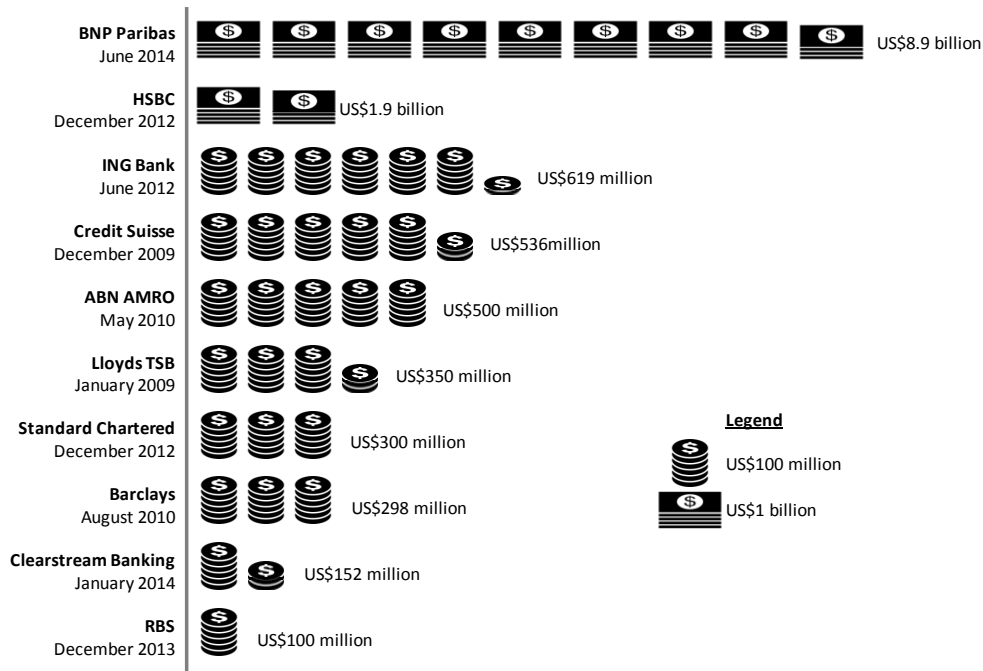 BNP Paribas
June 2014
US$8.9 billion
HSBC
December 2012
US$1.9 billion
ING Bank
June 2012
US$619 million
Credit Suisse
December 2009
US$536million
ABN AMRO
May 2010
US$500 million
Lloyds TSB
January 2009
US$350 million
Standard Chartered
December 2012
US$300 million
Barclays
August 2010
US$298 million
Clearstream Banking
January 2014
US$152 million
RBS
December 2013
US$100 million
Legend
US$100 million
US$1 billion